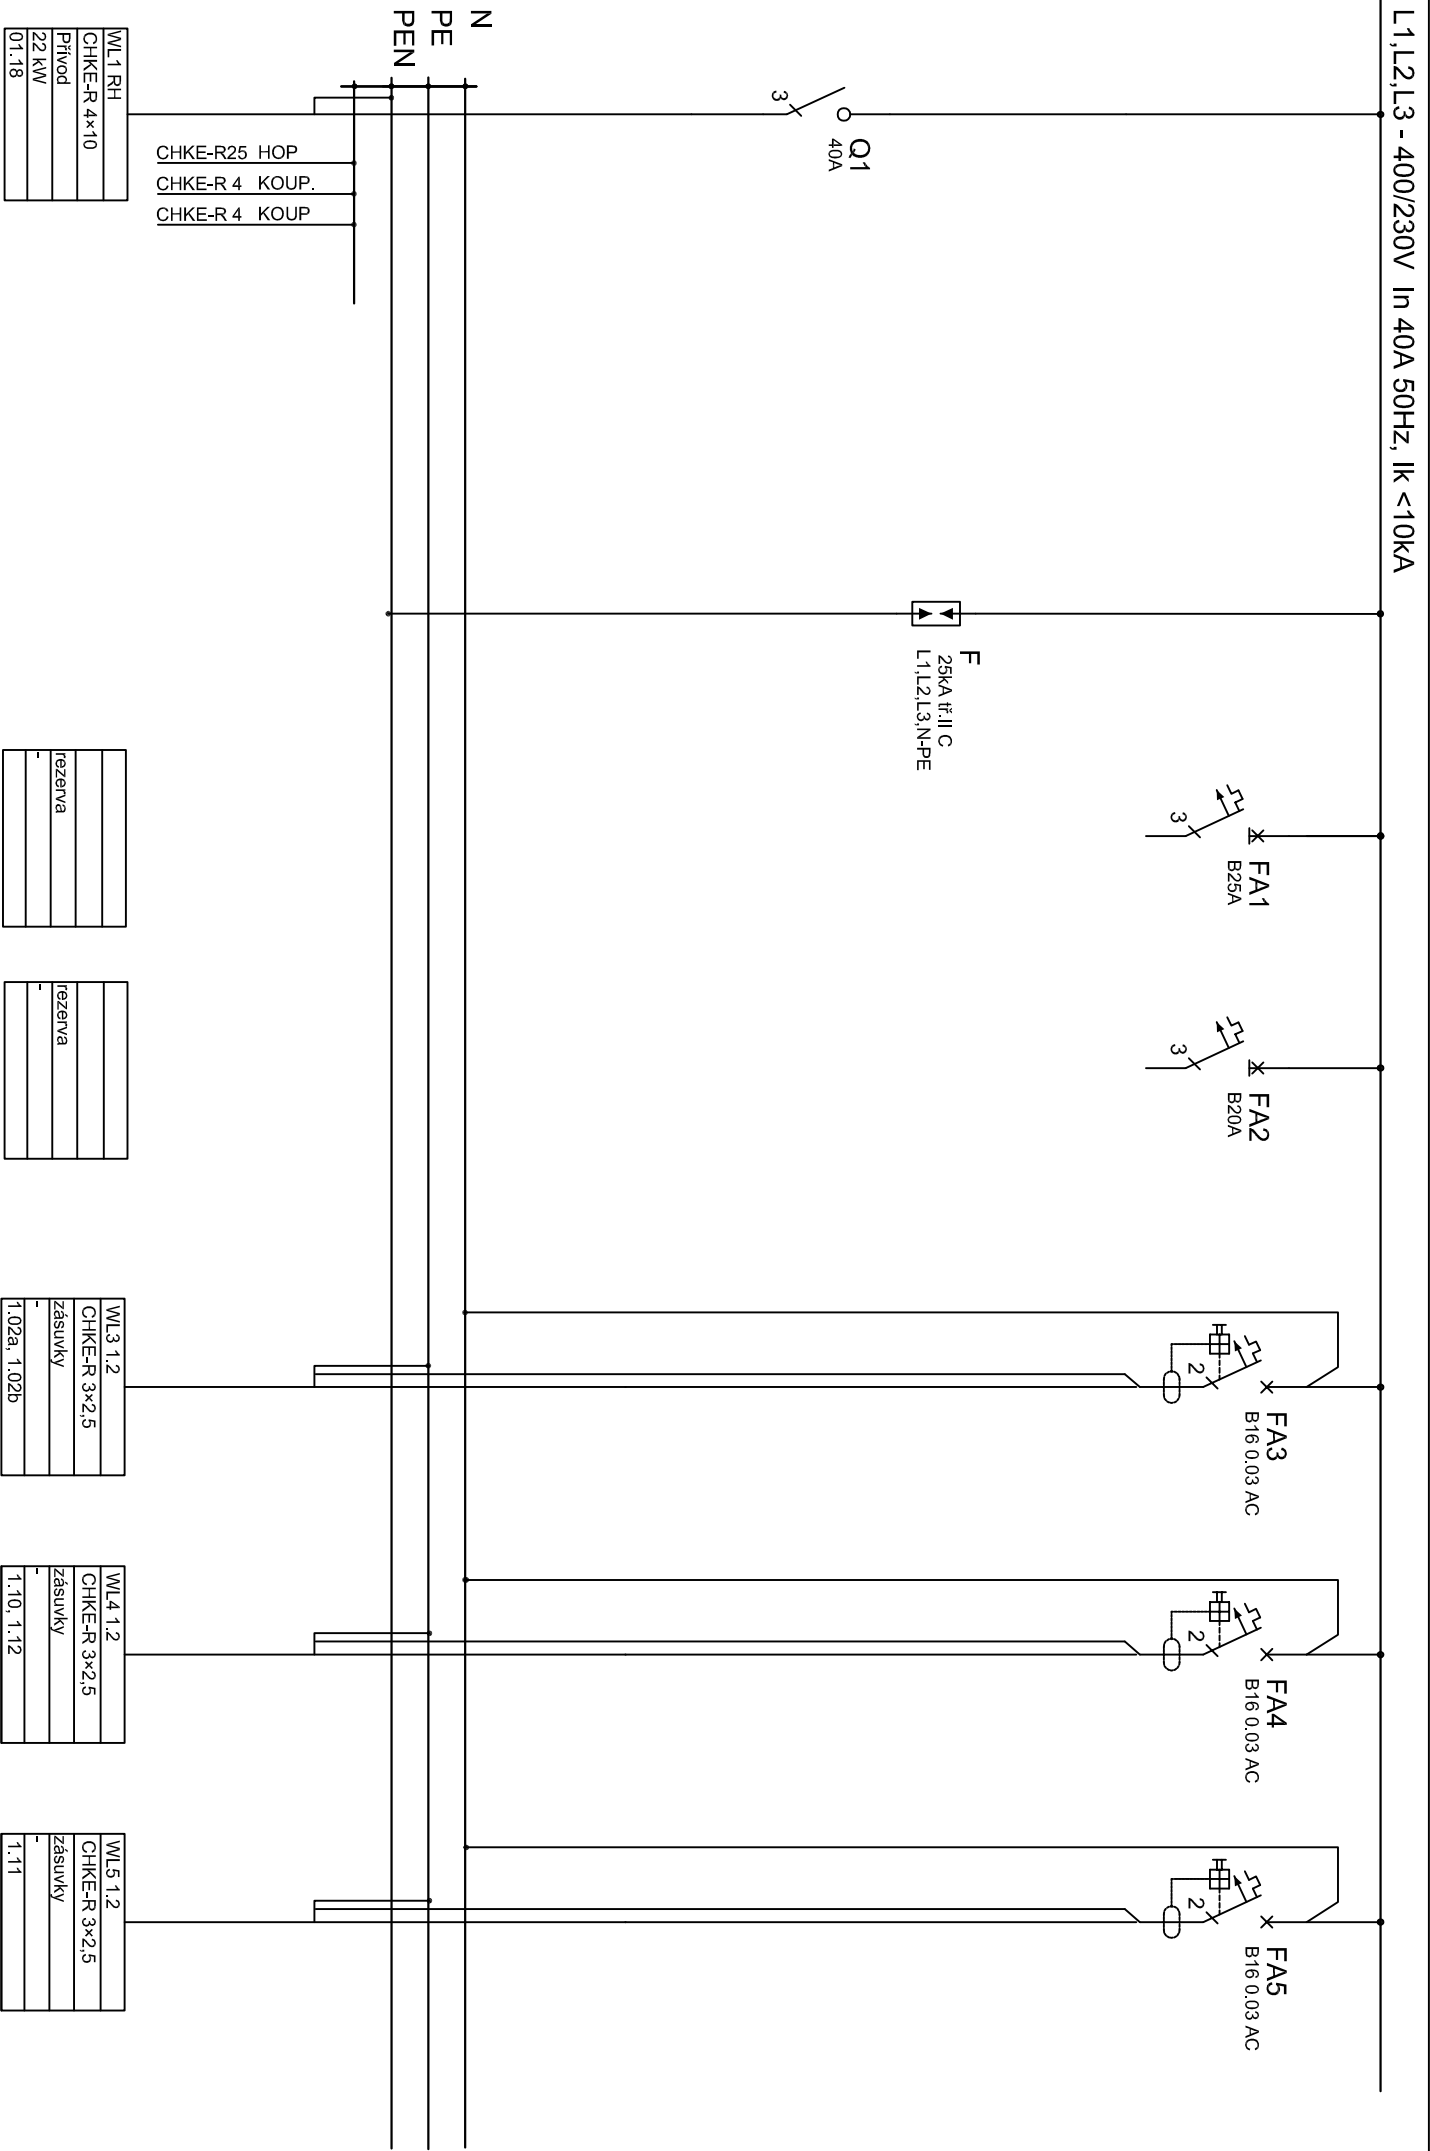 L1,L2,L3 - 400/230V In 40A 50Hz, Ik <10kA
Q1
40A
3
F
25kA tř.II C
L1,L2,L3,N-PE
FA1
B25A
3
FA2
B20A
3
FA3
B16 0.03 AC
2
FA4
B16 0.03 AC
2
FA5
B16 0.03 AC
2
N
PE
PEN
CHKE-R25 HOP
CHKE-R 4 KOUP.
CHKE-R 4 KOUP
WL1 RH
CHKE-R 4×10
Přívod
22 kW
01.18
rezerva
-
rezerva
-
WL3 1.2
CHKE-R 3×2,5
zásuvky
-
1.02a, 1.02b
WL4 1.2
CHKE-R 3×2,5
zásuvky
-
1.10, 1.12
WL5 1.2
CHKE-R 3×2,5
zásuvky
-
1.11